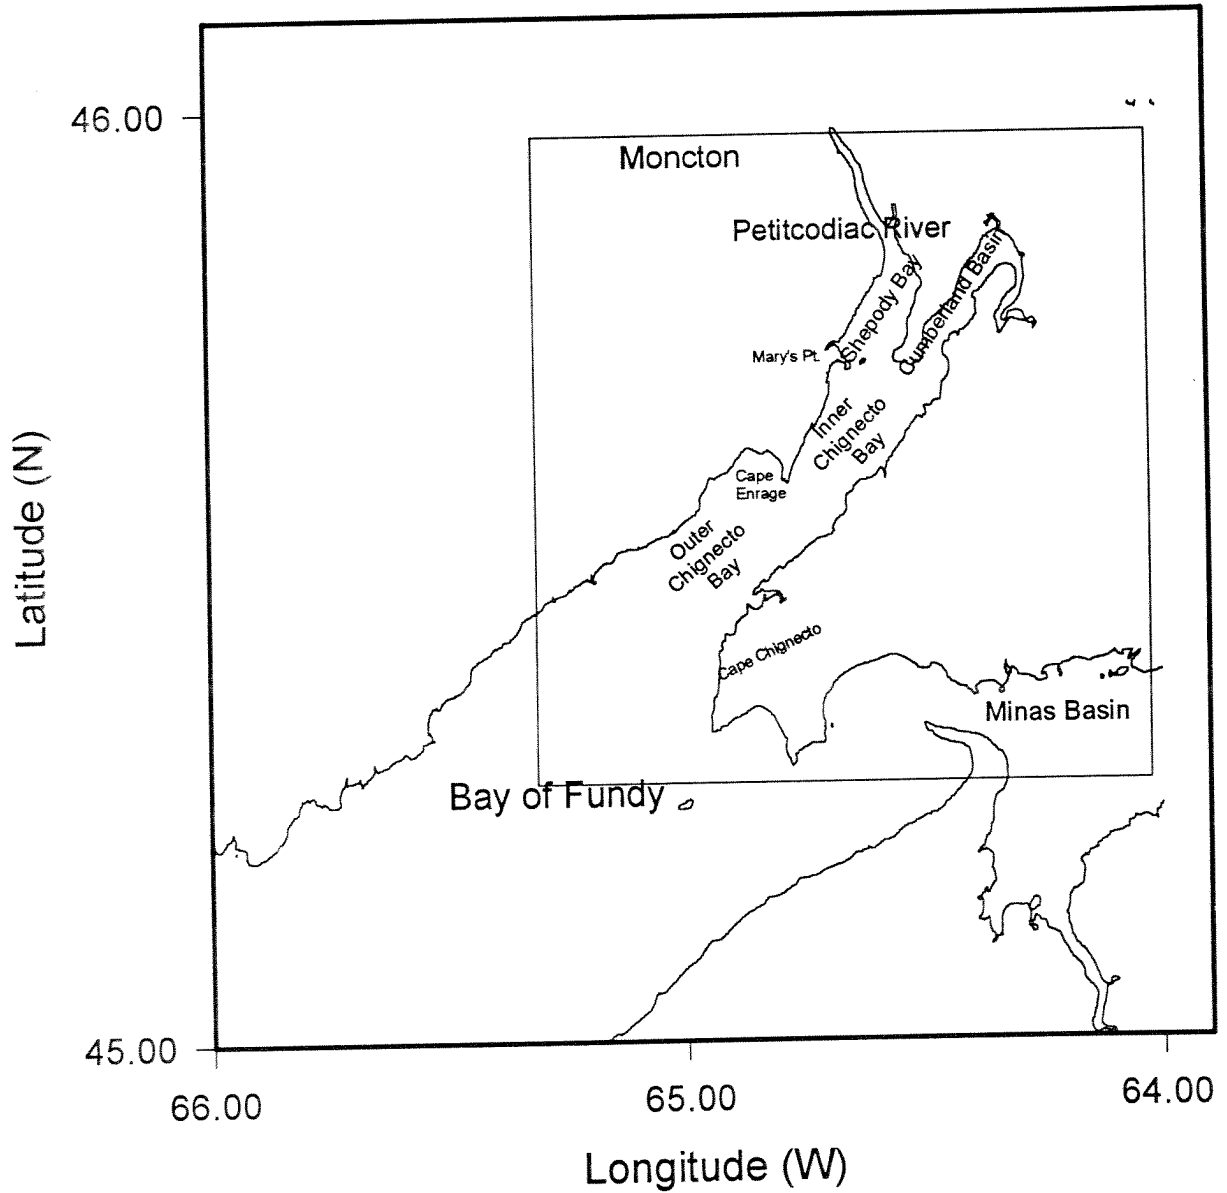 46.00
Moncton
Petitcodiac River
Shepody Bay
Cumberland Basin
Mary's Pt.
Inner
Chignecto
Bay
Cape
Enrage
Outer
Chignecto
Bay
Cape Chignecto
Minas Basin
Bay of Fundy
Latitude (N)
45.00
66.00
65.00
64.00
Longitude (W)